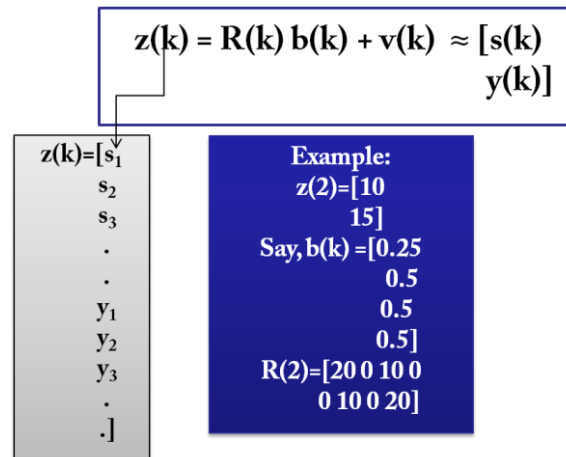 z(k) = R(k) b(k) + v(k) ≈ [s(k)
y(k)]
z(k)=[s₁
s₂
s₃
.
.
y₁
y₂
y₃
.
.]
Example:
z(2)=[10
15]
Say, b(k) =[0.25
0.5
0.5
0.5]
R(2)=[20 0 10 0
0 10 0 20]